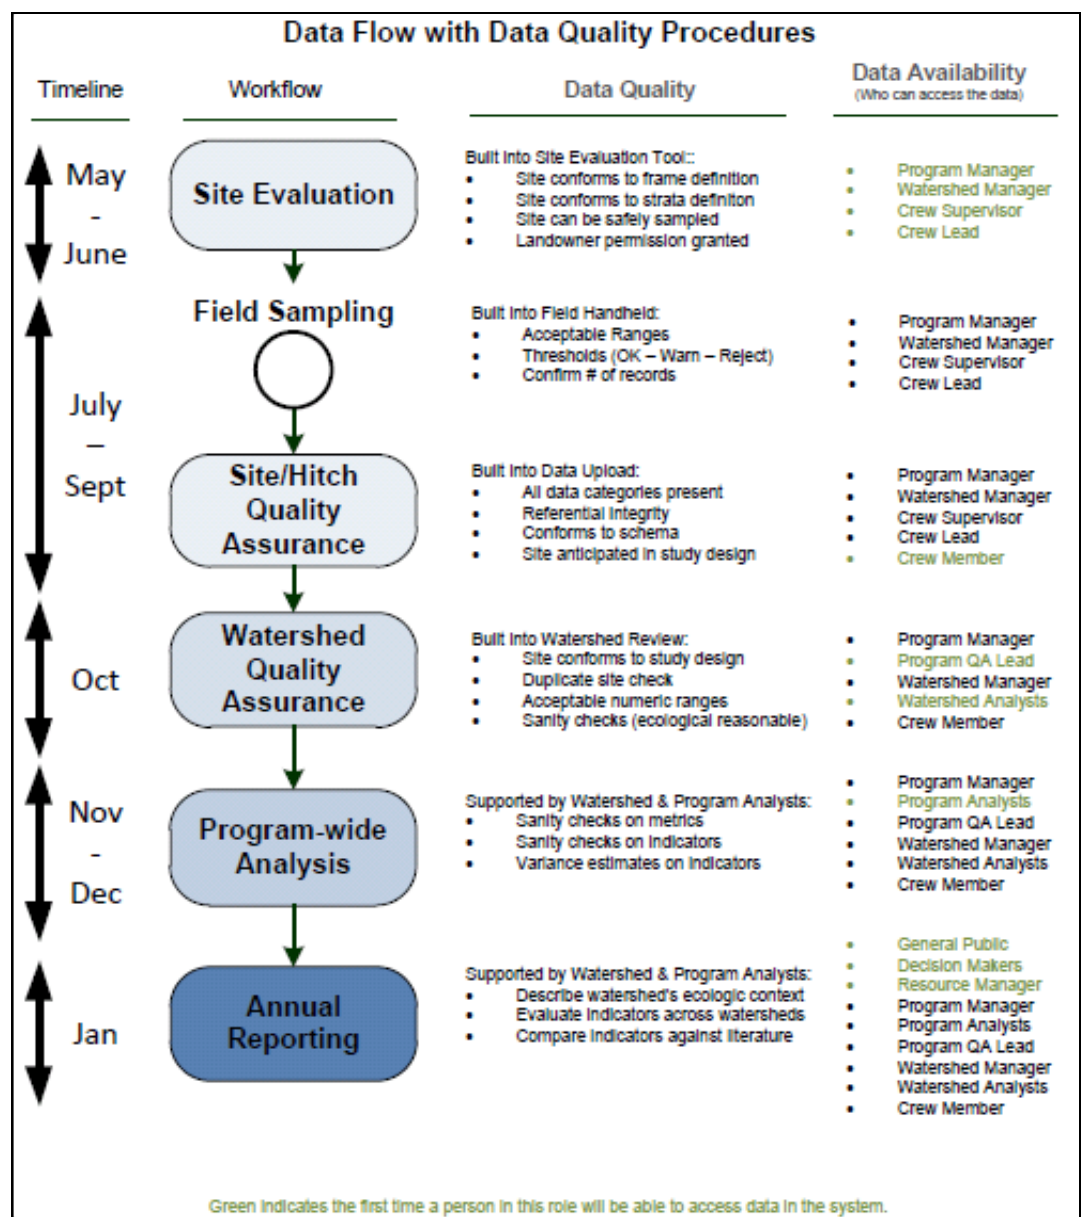 Data Flow with Data Quality Procedures
Timeline
Workflow
Data Quality
Data Availability
(Who can access the data)
May
-
June
Site Evaluation
Built Into Site Evaluation Tool::
• Site conforms to frame definition
• Site conforms to strata definiton
• Site can be safely sampled
• Landowner permission granted
• Program Manager
• Watershed Manager
• Crew Supervisor
• Crew Lead
July
–
Sept
Field Sampling
Built Into Field Handheld:
• Acceptable Ranges
• Thresholds (OK – Warn – Reject)
• Confirm # of records
• Program Manager
• Watershed Manager
• Crew Supervisor
• Crew Lead
Site/Hitch
Quality
Assurance
Built Into Data Upload:
• All data categories present
• Referential Integrity
• Conforms to schema
• Site anticipated in study design
• Program Manager
• Watershed Manager
• Crew Supervisor
• Crew Lead
• Crew Member
Oct
Watershed
Quality
Assurance
Built Into Watershed Review:
• Site conforms to study design
• Duplicate site check
• Acceptable numeric ranges
• Sanity checks (ecological reasonable)
• Program Manager
• Program QA Lead
• Watershed Manager
• Watershed Analysts
• Crew Member
Nov
-
Dec
Program-wide
Analysis
Supported by Watershed & Program Analysts:
• Sanity checks on metrics
• Sanity checks on Indicators
• Variance estimates on Indicators
• Program Manager
• Program Analysts
• Program QA Lead
• Watershed Manager
• Watershed Analysts
• Crew Member
Jan
Annual
Reporting
Supported by Watershed & Program Analysts:
• Describe watershed's ecologic context
• Evaluate Indicators across watersheds
• Compare Indicators against literature
• General Public
• Decision Makers
• Resource Manager
• Program Manager
• Program Analysts
• Program QA Lead
• Watershed Manager
• Watershed Analysts
• Crew Member
Green Indicates the first time a person in this role will be able to access data in the system.